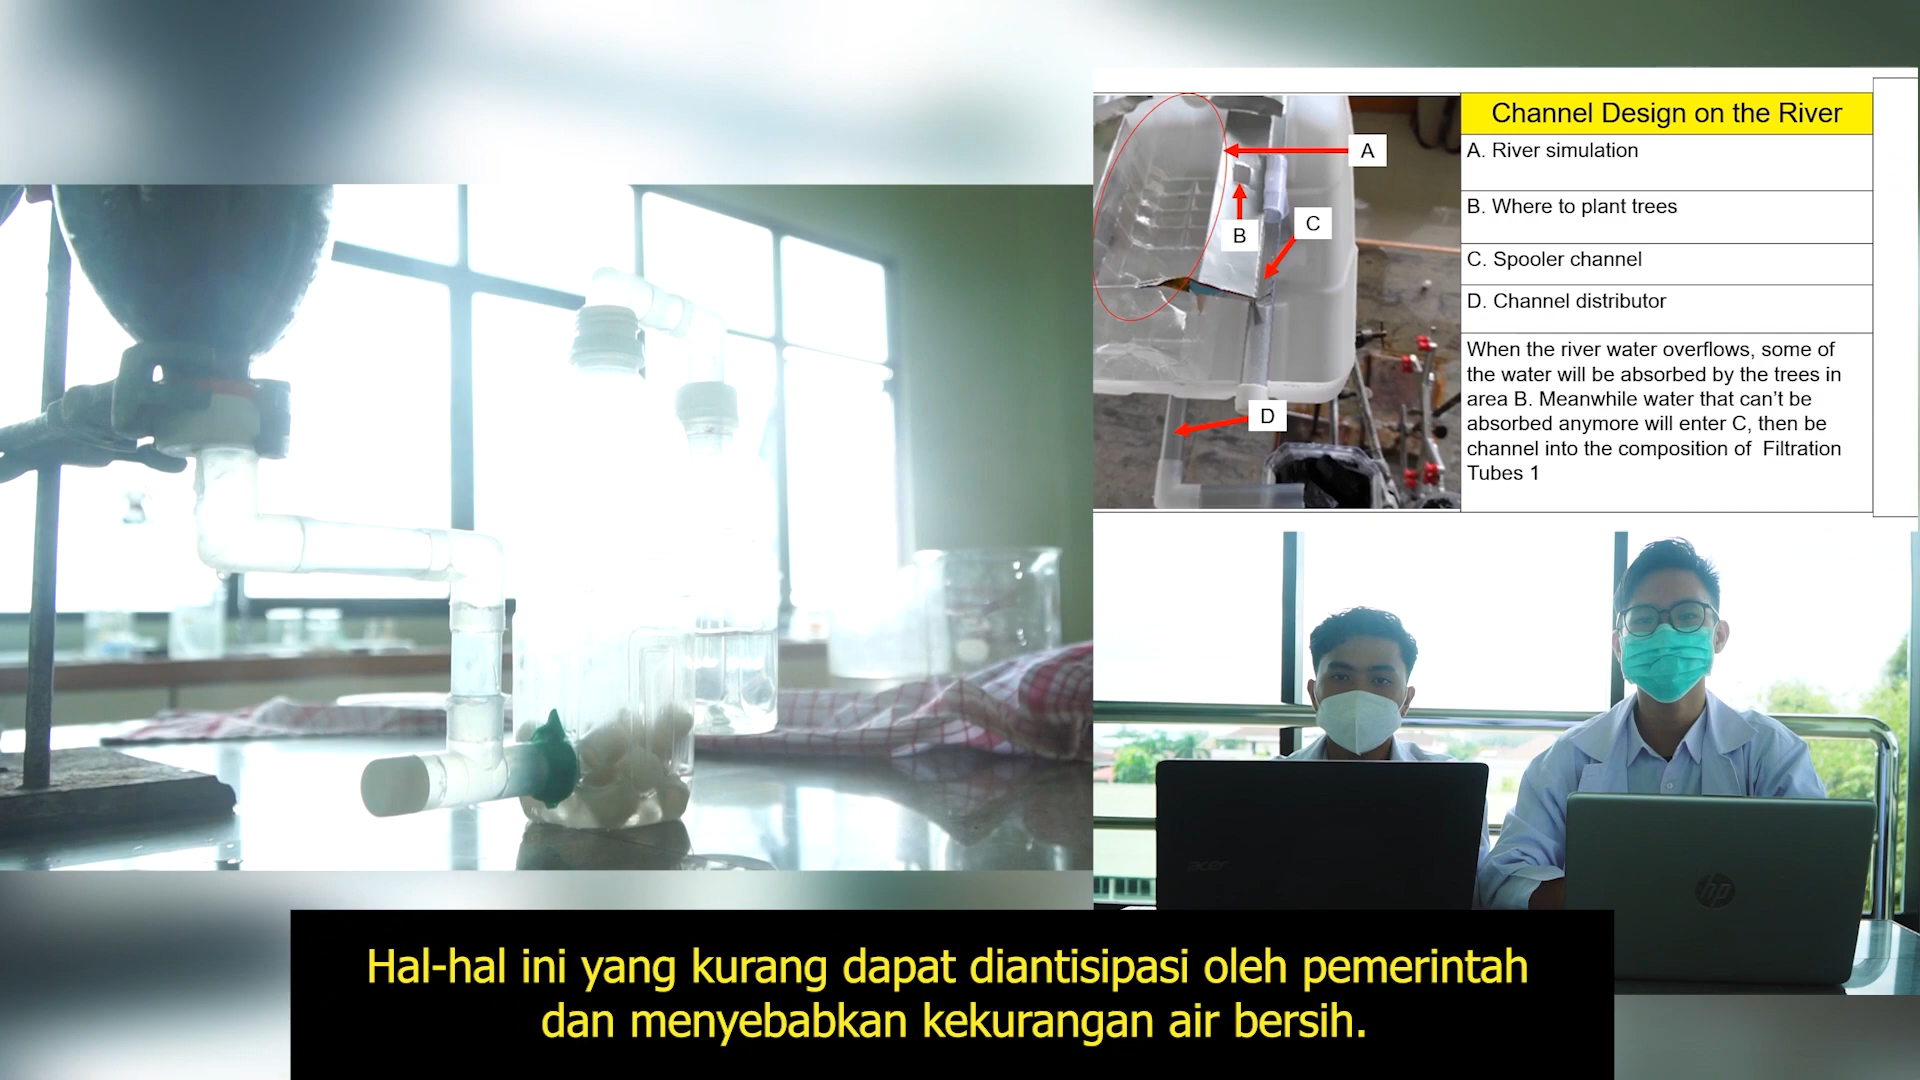 Channel Design on the River
A. River simulation
B. Where to plant trees
C. Spooler channel
D. Channel distributor
When the river water overflows, some of
the water will be absorbed by the trees in
area B. Meanwhile water that can't be
absorbed anymore will enter C, then be
channel into the composition of Filtration
Tubes 1
A
B
C
D
acer
hp
Hal-hal ini yang kurang dapat diantisipasi oleh pemerintah
dan menyebabkan kekurangan air bersih.